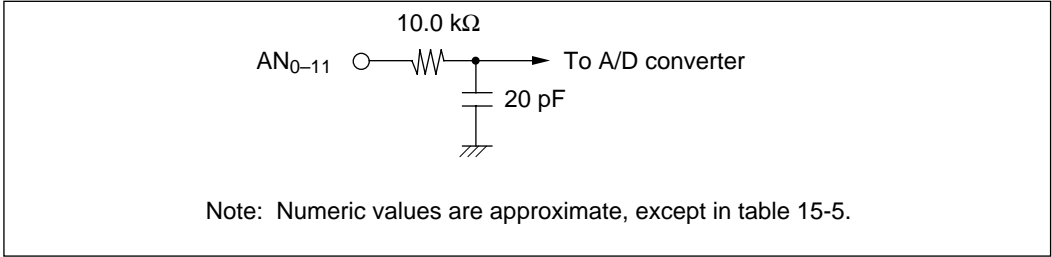 10.0 kΩ
AN0–11 To A/D converter
20 pF
Note: Numeric values are approximate, except in table 15-5.